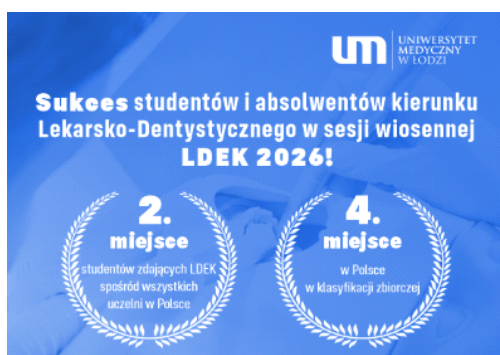 um
UNIWERSYTET
MEDYCZNY
W ŁODZI
Sukces studentów i absolwentów kierunku
Lekarsko-Dentystycznego w sesji wiosennej
LDEK 2026!
2.
miejsce
studentów zdających LDEK
spośród wszystkich
uczelni w Polsce
4.
miejsce
w Polsce
w klasyfikacji zbiorczej